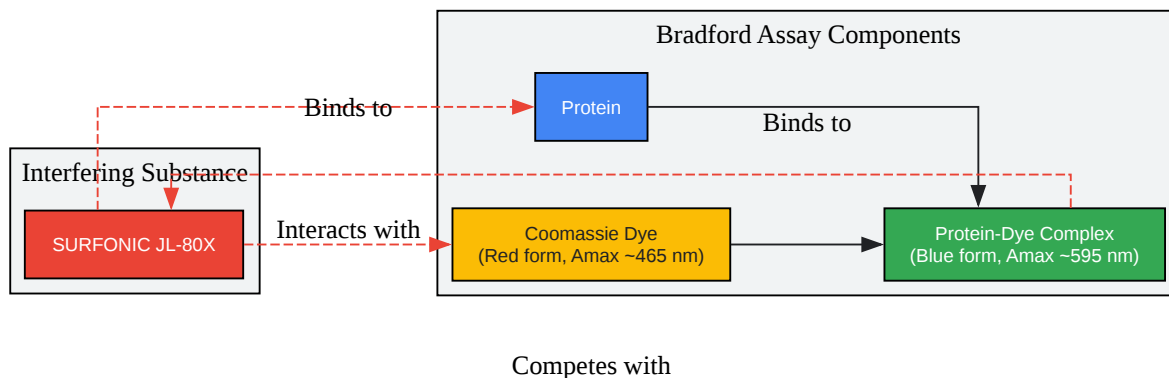 Bradford Assay Components
Binds to
Protein
Binds to
Interfering Substance
SURFONIC JL-80X
Interacts with
Coomassie Dye
(Red form, Amax ~465 nm)
Protein-Dye Complex
(Blue form, Amax ~595 nm)
Competes with